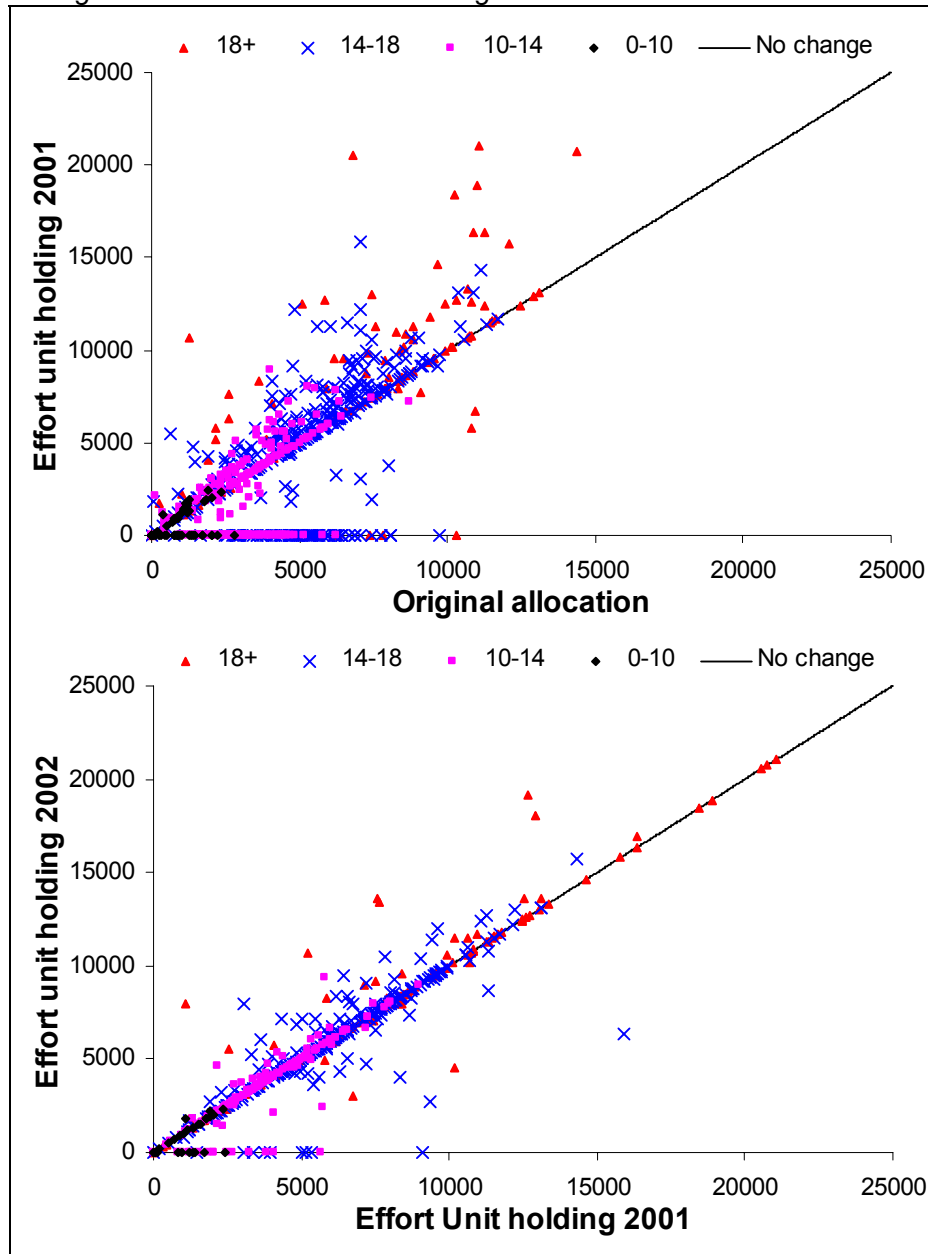 18+ 14-18 10-14 0-10 No change
25000
20000
15000
10000
5000
0
Effort unit holding 2001
0 5000 10000 15000 20000 25000
Original allocation
18+ 14-18 10-14 0-10 No change
25000
20000
15000
10000
5000
0
Effort unit holding 2002
0 5000 10000 15000 20000 25000
Effort Unit holding 2001